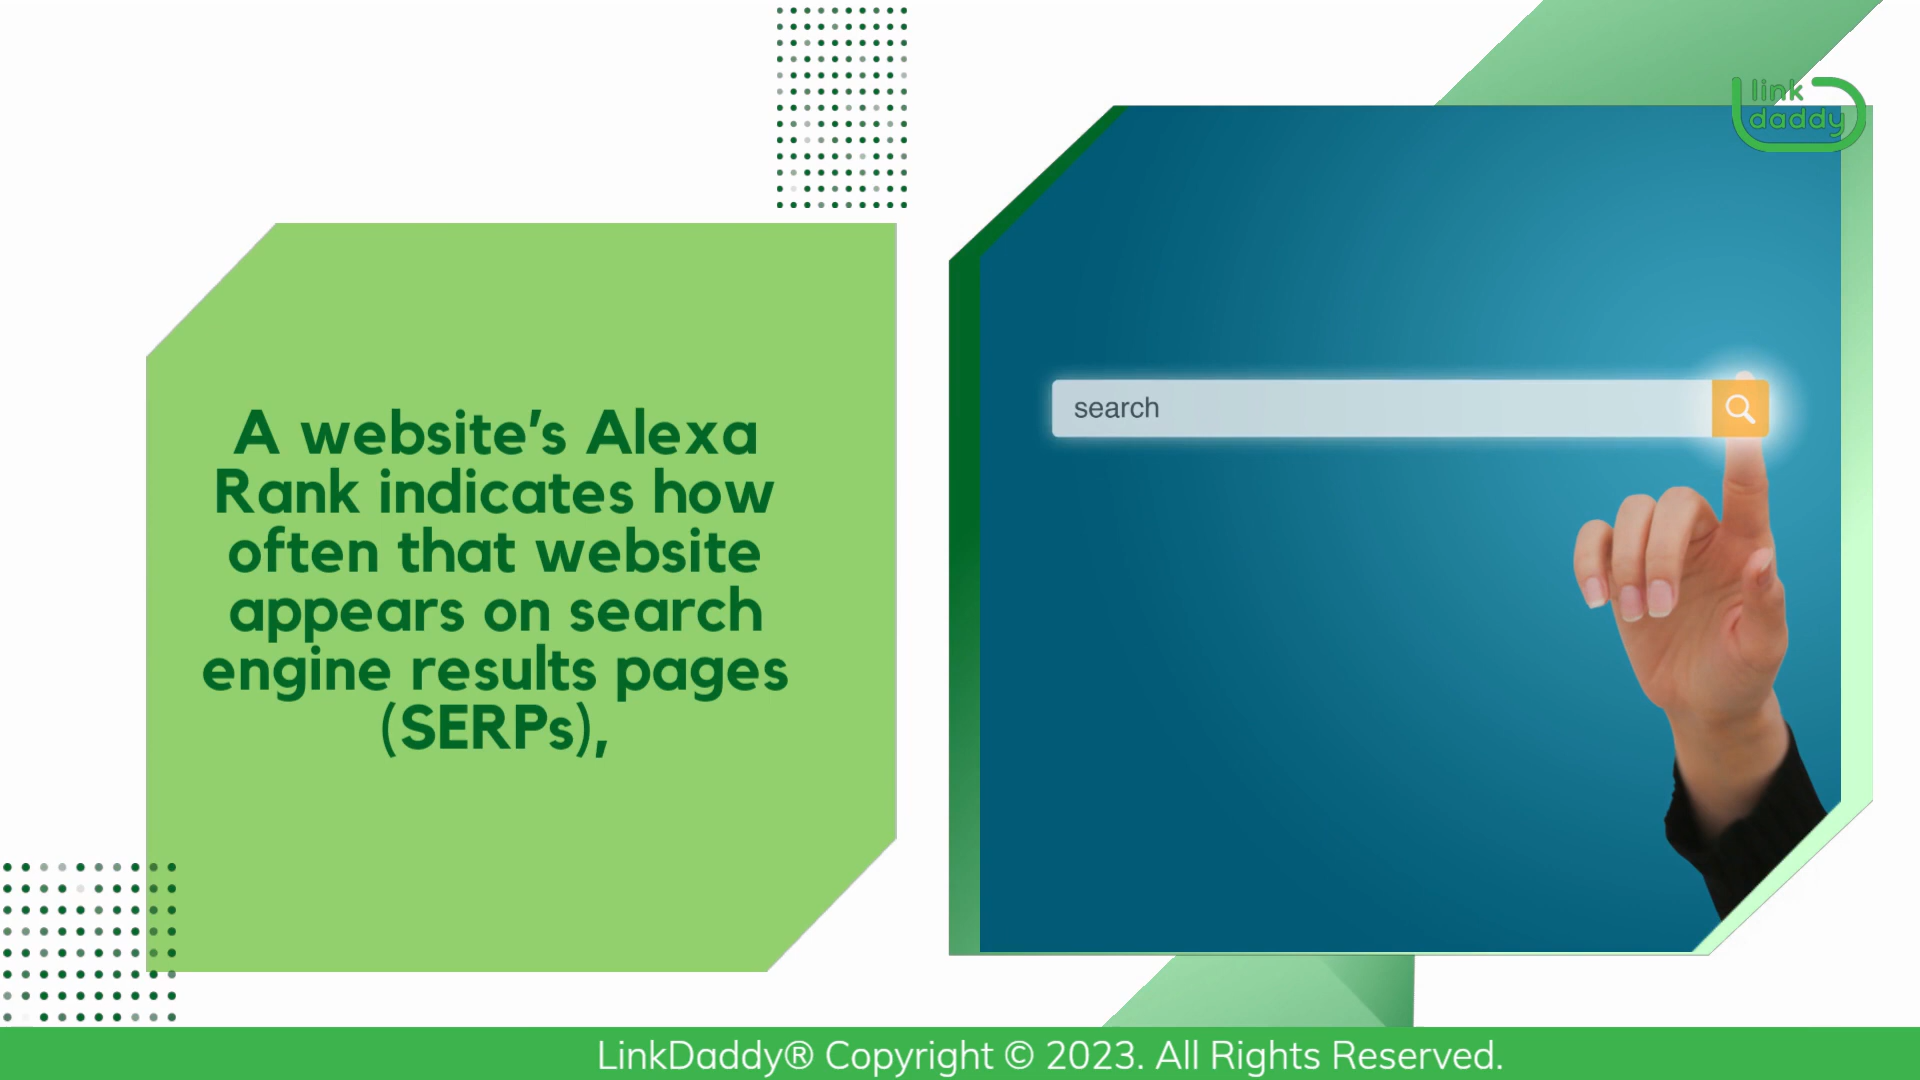 link
daddy
A website’s Alexa
Rank indicates how
often that website
appears on search
engine results pages
(SERPs),
search
LinkDaddy® Copyright © 2023. All Rights Reserved.